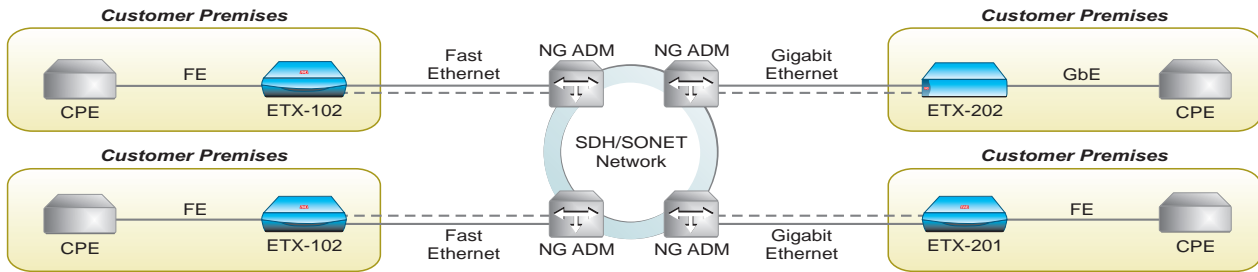 Customer Premises
Customer Premises
NG ADM
NG ADM
FE
Fast
Ethernet
Gigabit
Ethernet
GbE
CPE
ETX-102
ETX-202
CPE
SDH/SONET
Network
Customer Premises
Customer Premises
FE
FE
CPE
ETX-102
Fast
Ethernet
NG ADM
NG ADM
Gigabit
Ethernet
ETX-201
CPE